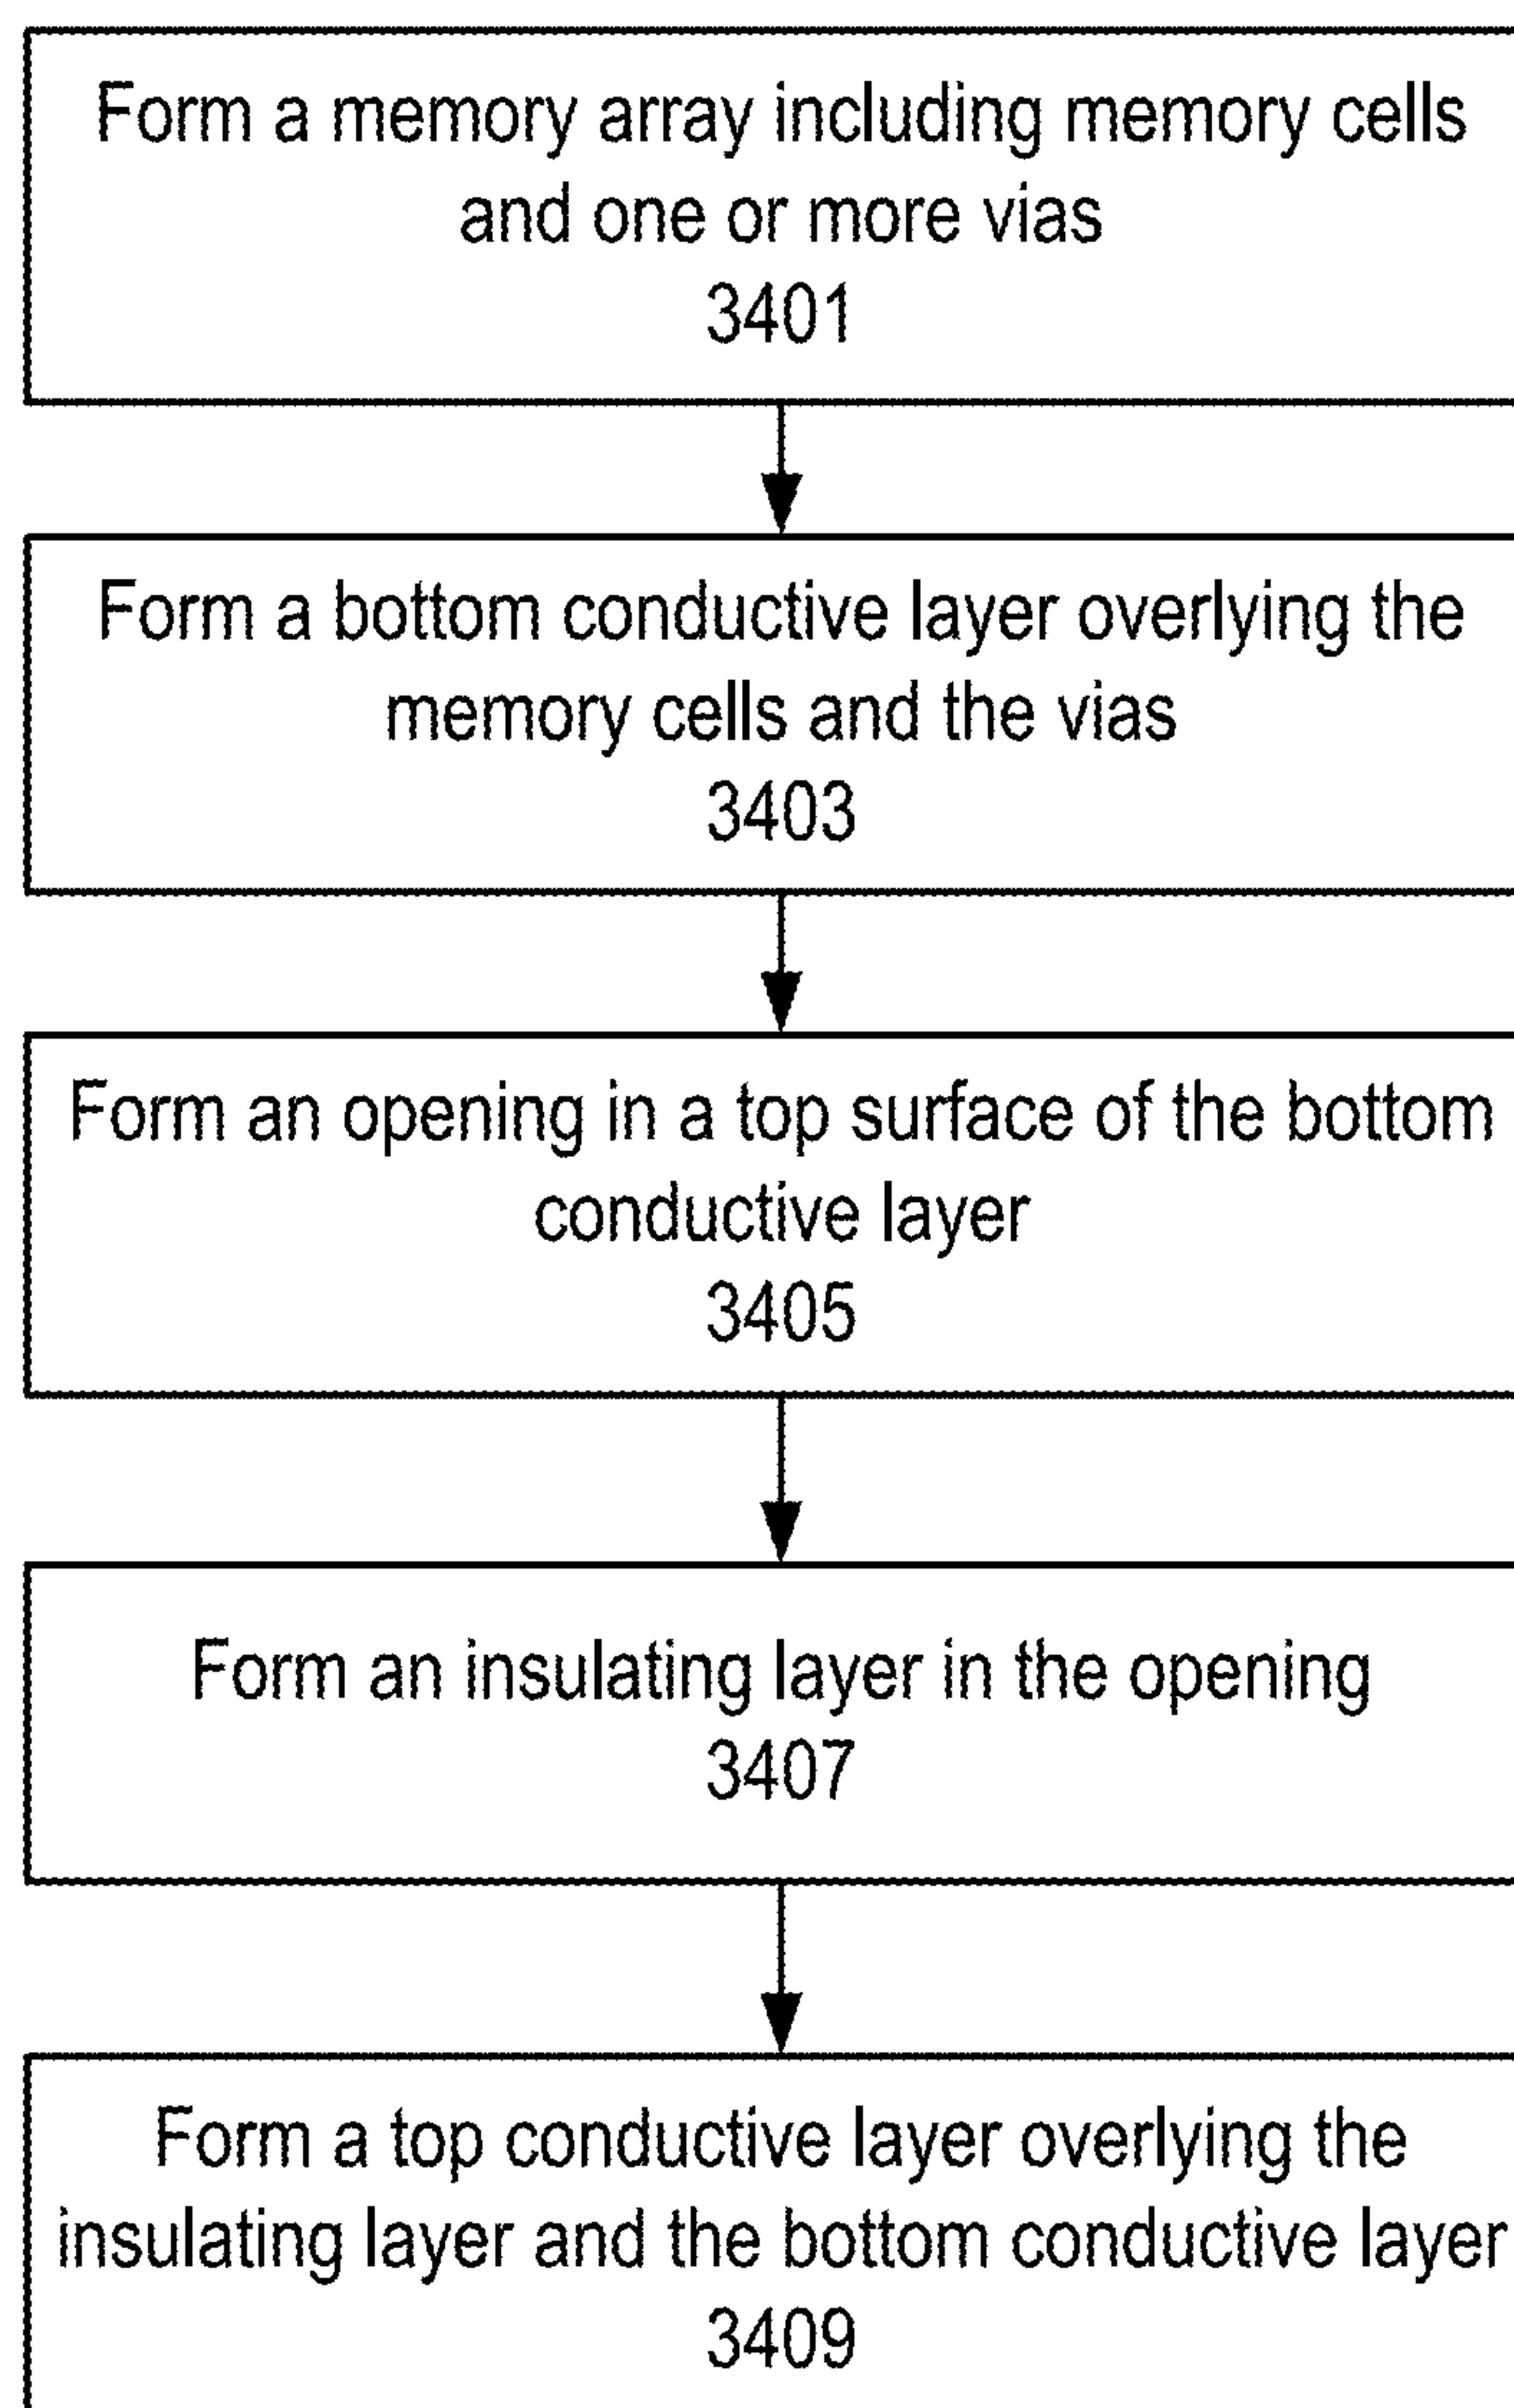 Form a memory array including memory cells
and one or more vias
3401
Form a bottom conductive layer overlying the
memory cells and the vias
3403
Form an opening in a top surface of the bottom
conductive layer
3405
Form an insulating layer in the opening
3407
Form a top conductive layer overlying the
insulating layer and the bottom conductive layer
3409